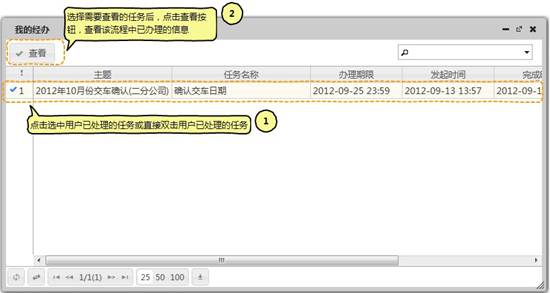 选择需要查看的任务后，点击查看按
钮，查看该流程中已办理的信息
2
我的经办
查看
! 主题 任务名称 办理期限 发起时间 完成
1 2012年10月份交车确认(二分公司) 确认交车日期 2012-09-25 23:59 2012-09-13 13:57 2012-09-1
点击选中用户已处理的任务或直接双击用户已处理的任务
1
1/1(1) 25 50 100